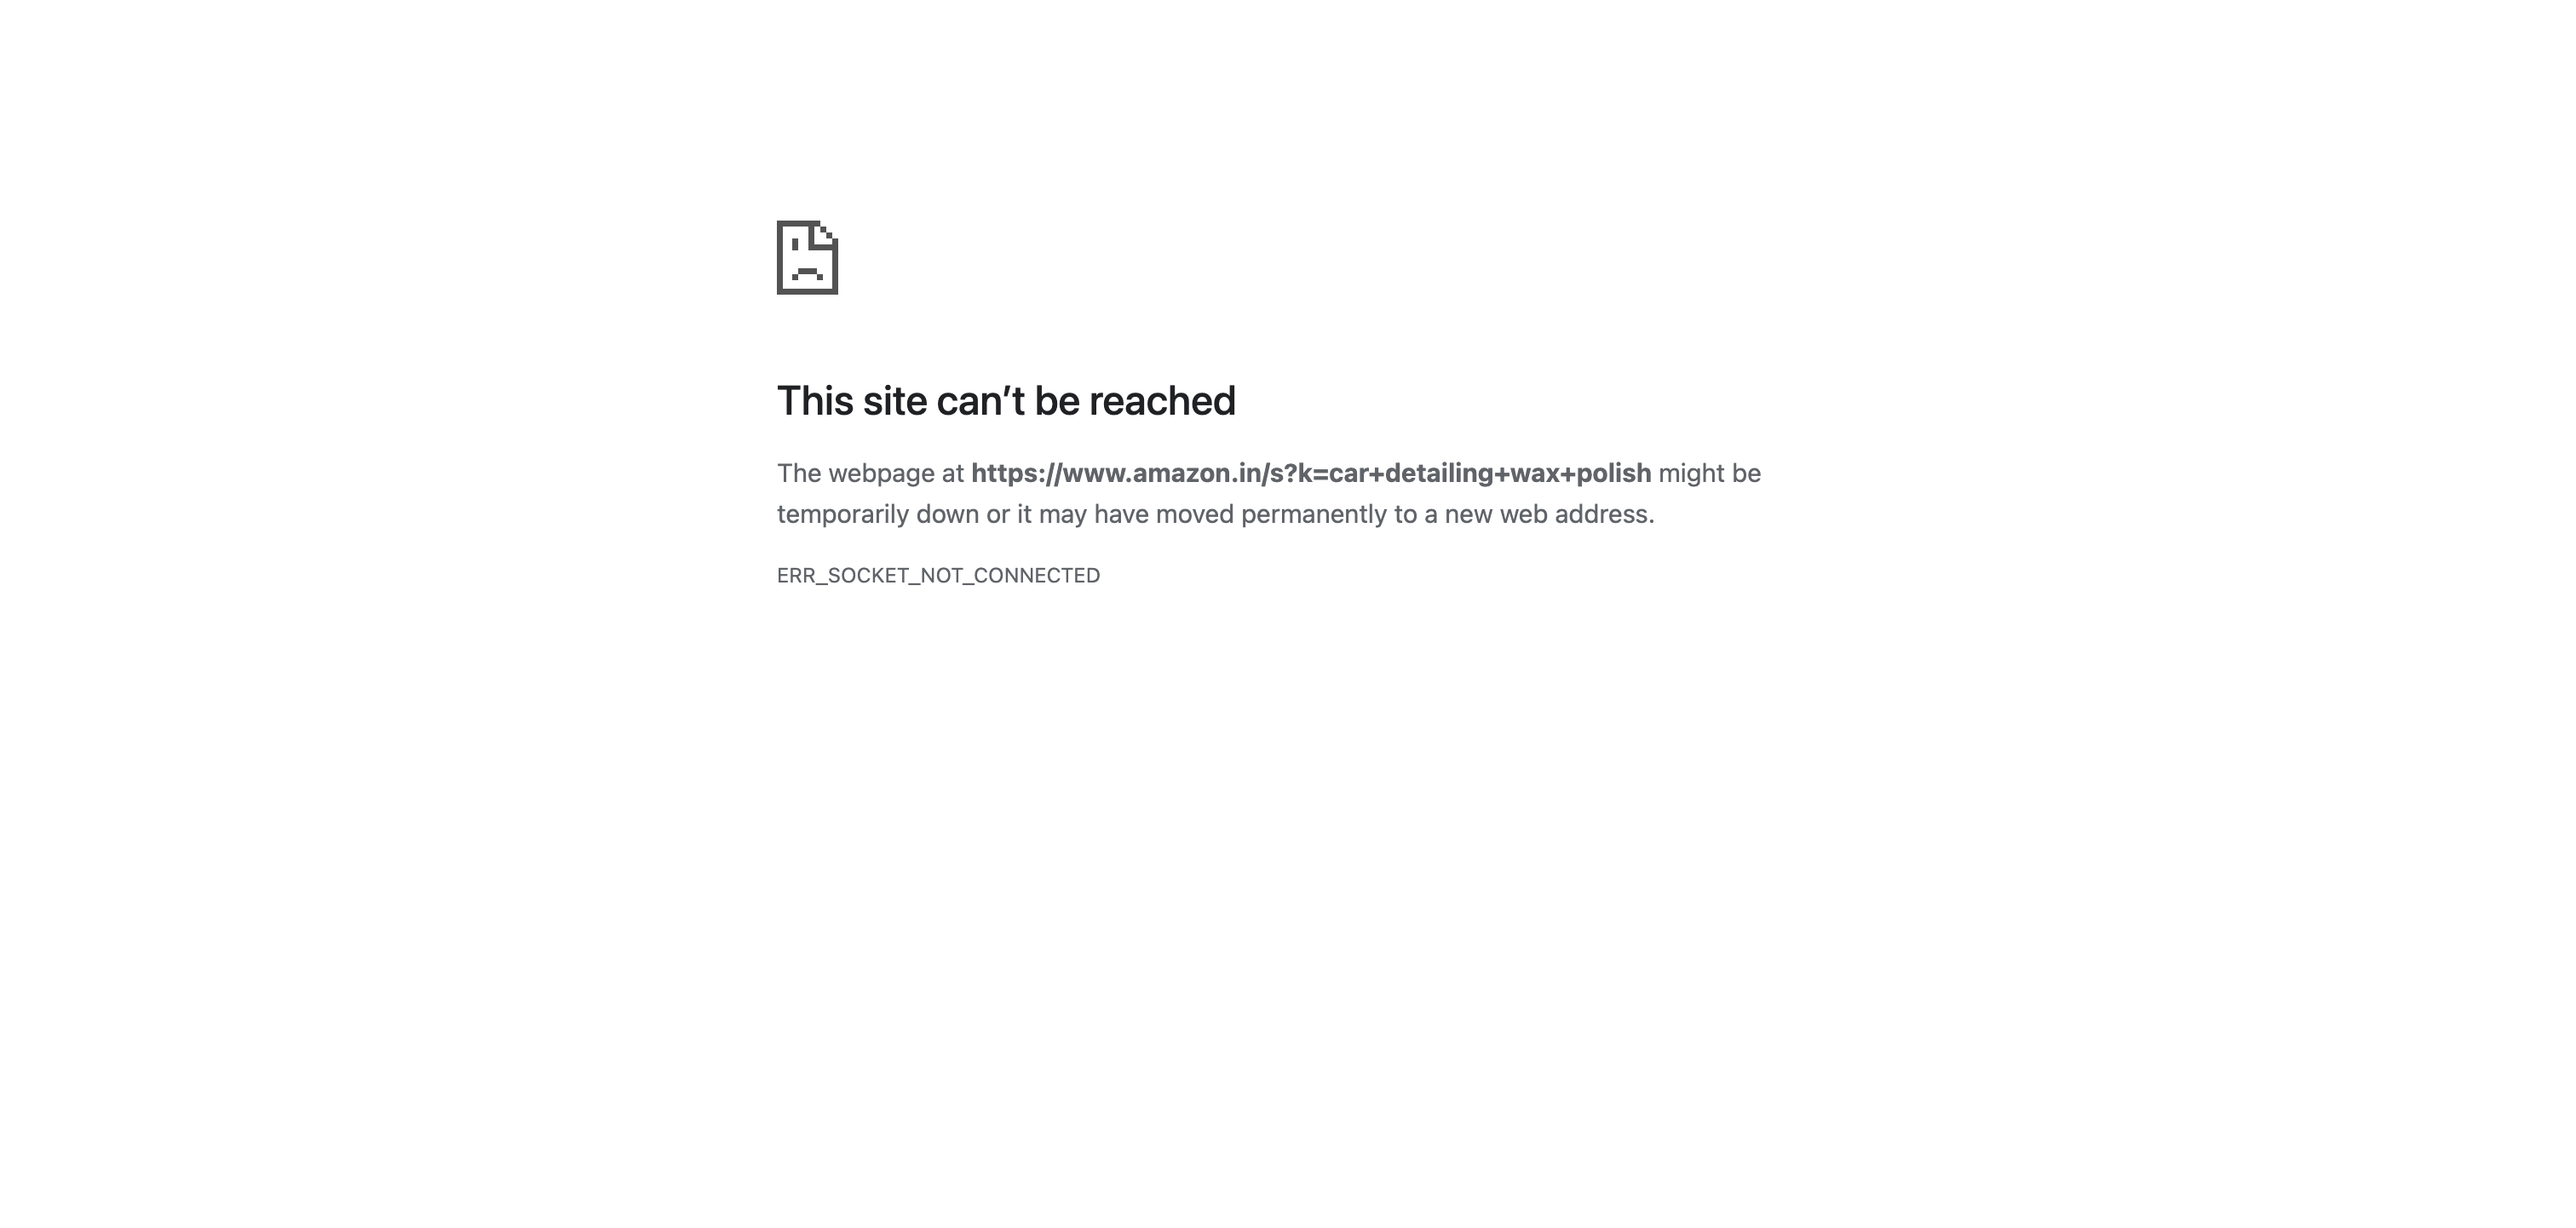 This site can’t be reached
The webpage at https://www.amazon.in/s?k=car+detailing+wax+polish might be
temporarily down or it may have moved permanently to a new web address.
ERR_SOCKET_NOT_CONNECTED